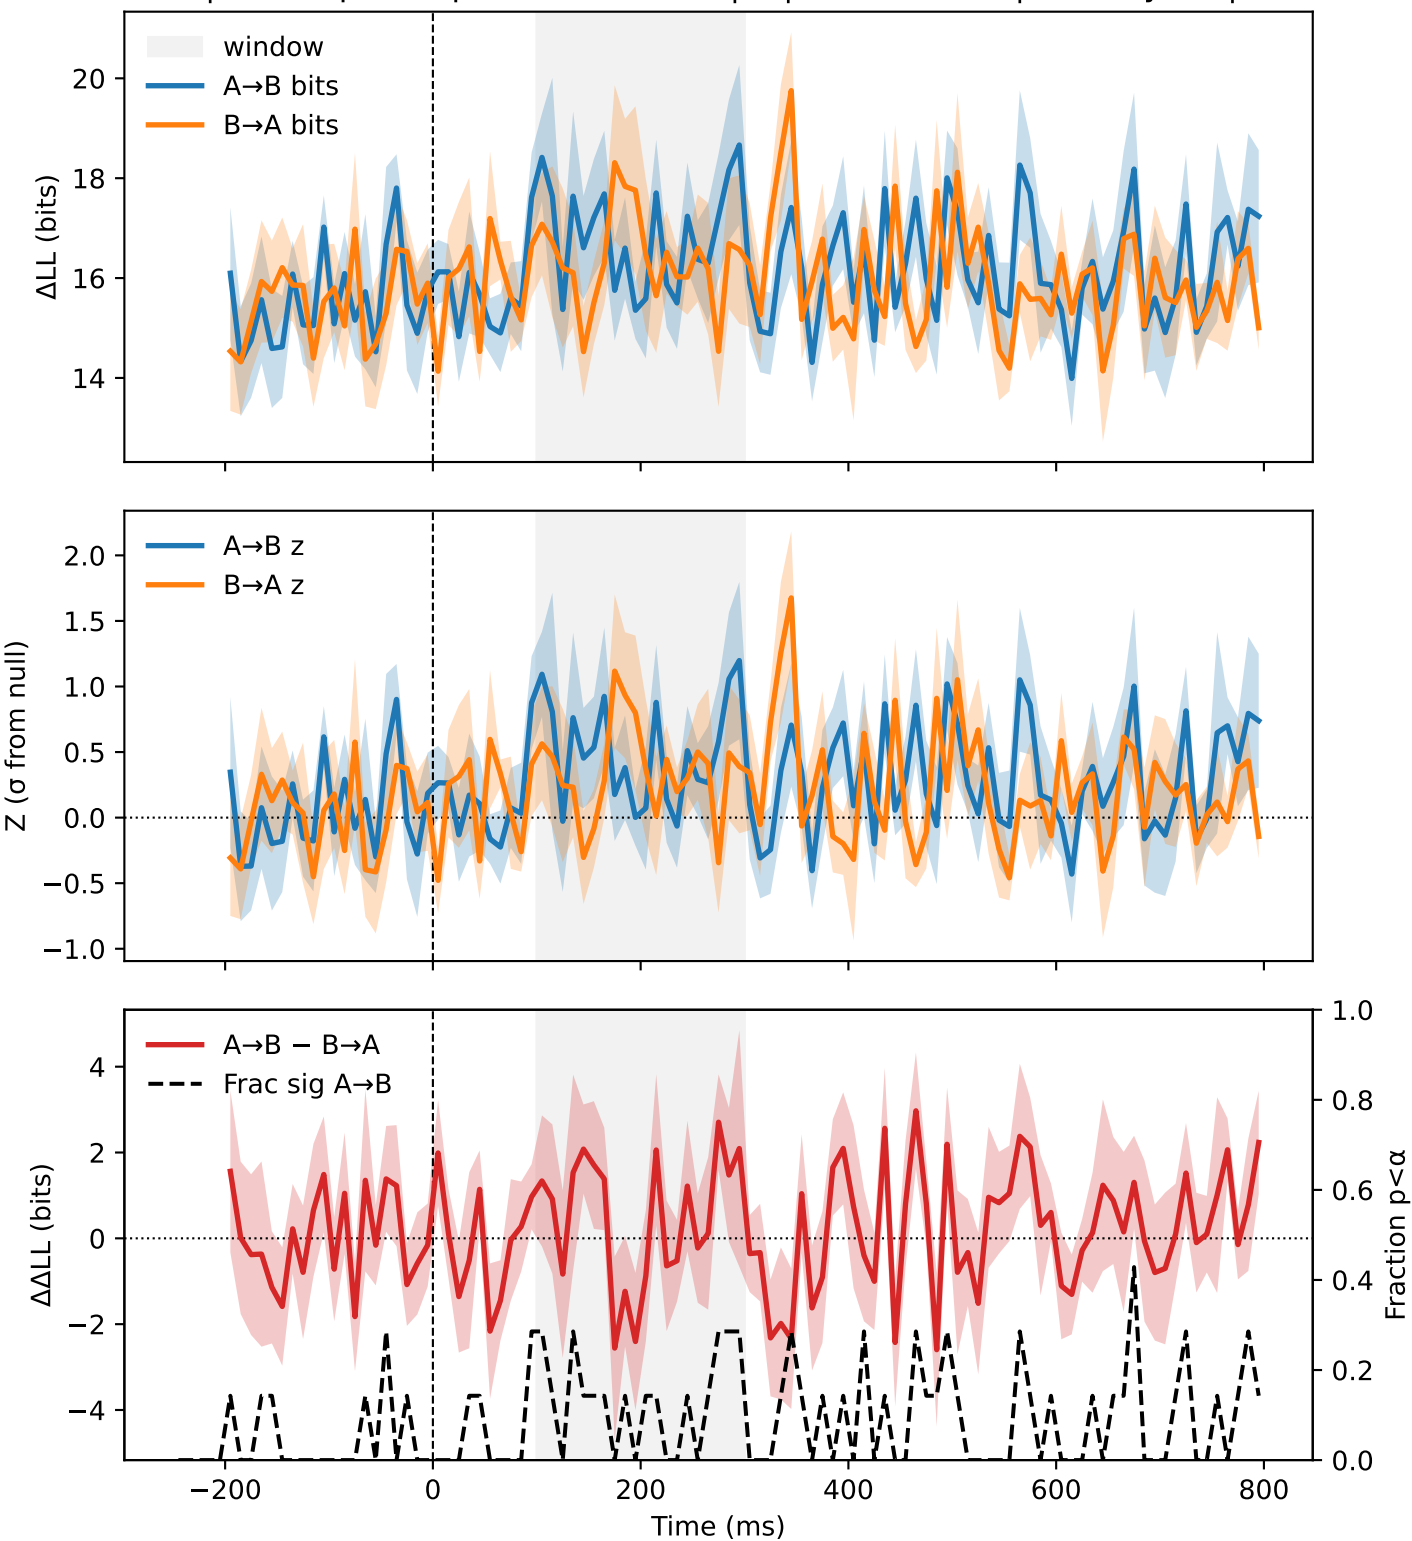 window
A→B bits
B→A bits
20
18
16
14
ΔLL (bits)
A→B z
B→A z
2.0
1.5
1.0
0.5
0.0
−0.5
−1.0
Z (σ from null)
A→B − B→A
Frac sig A→B
4
2
0
−2
−4
ΔΔLL (bits)
1.0
0.8
0.6
0.4
0.2
0.0
Fraction p<α
−200 0 200 400 600 800
Time (ms)